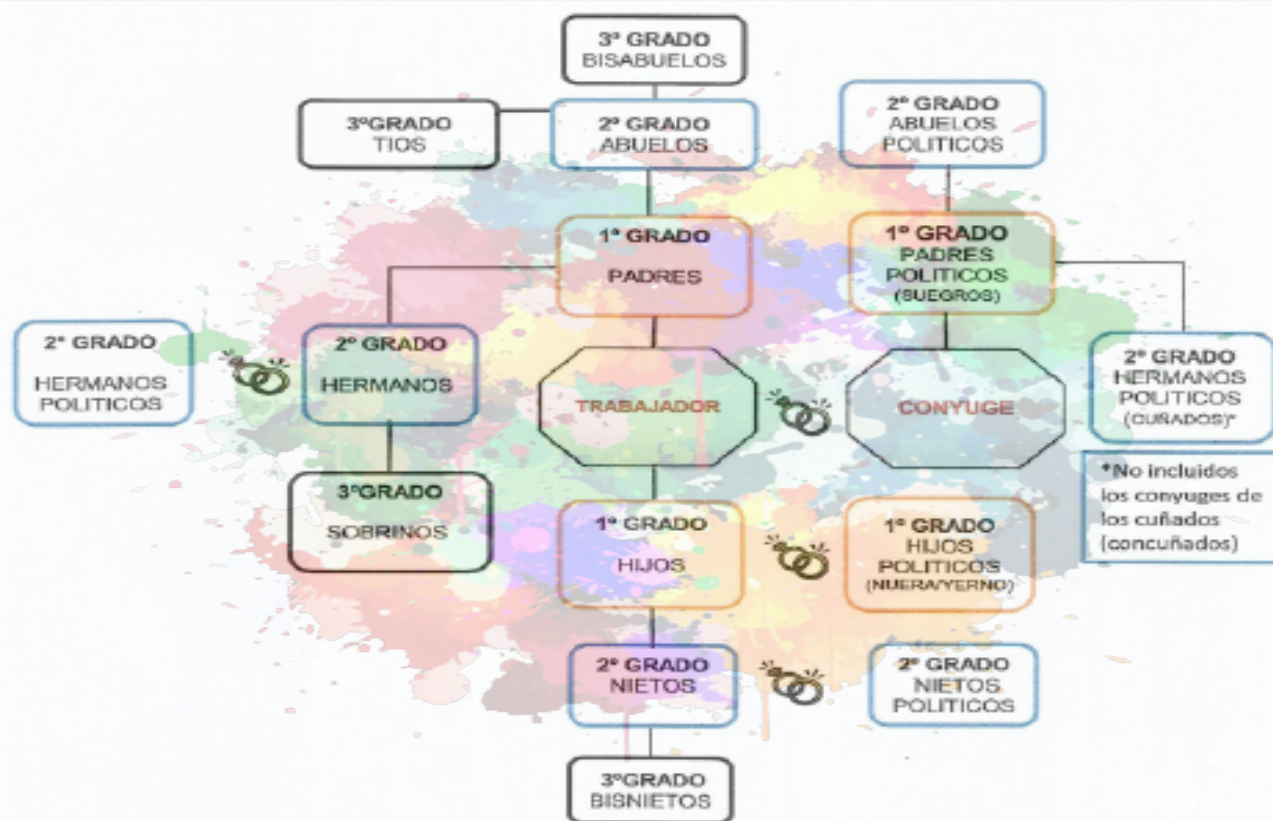 3º GRADO
BISABUELOS
3ºGRADO
TIOS
2º GRADO
ABUELOS
2º GRADO
ABUELOS
POLITICOS
1º GRADO
PADRES
1º GRADO
PADRES
POLITICOS
(SUEGROS)
2º GRADO
HERMANOS
POLITICOS
2º GRADO
HERMANOS
TRABAJADOR
CONYUGE
2º GRADO
HERMANOS
POLITICOS
(CUÑADOS)*
*No incluidos
los conyuges de
los cuñados
(concuñados)
3ºGRADO
SOBRINOS
1º GRADO
HIJOS
1º GRADO
HIJOS
POLITICOS
(NUERA/YERNO)
2º GRADO
NIETOS
2º GRADO
NIETOS
POLITICOS
3ºGRADO
BISNIETOS